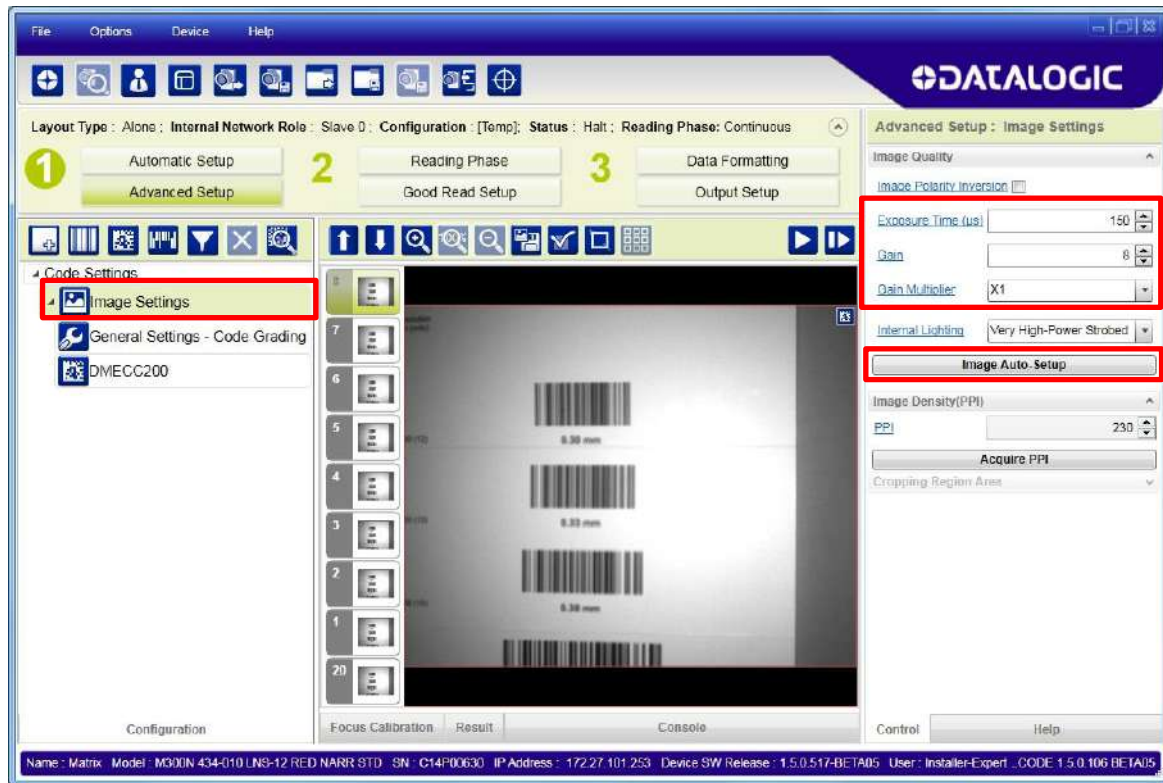 File Options Device Help
DATALOGIC
Layout Type : Alone ; Internal Network Role : Slave 0 ; Configuration : [Temp]; Status : Halt ; Reading Phase: Continuous
1 Automatic Setup 2 Reading Phase 3 Data Formatting
Advanced Setup Good Read Setup Output Setup
Code Settings
Image Settings
General Settings - Code Grading
DMECC200
Configuration
8
7
6
5
4
3
2
1
20
0.30 mm
0.33 mm
0.38 mm
Focus Calibration Result Console
Advanced Setup : Image Settings
Image Quality
Image Polarity Inversion
Exposure Time (us) 150
Gain 8
Gain Multiplier X1
Internal Lighting Very High-Power Strobed
Image Auto-Setup
Image Density(PPI)
PPI 230
Acquire PPI
Cropping Region Area
Control Help
Name : Matrix Model : M300N 434-010 LNS-12 RED NARR STD SN : C14P00630 IP Address : 172.27.101.253 Device SW Release : 1.5.0.517-BETA05 User : Installer-Expert _CODE 1.5.0.106 BETA05